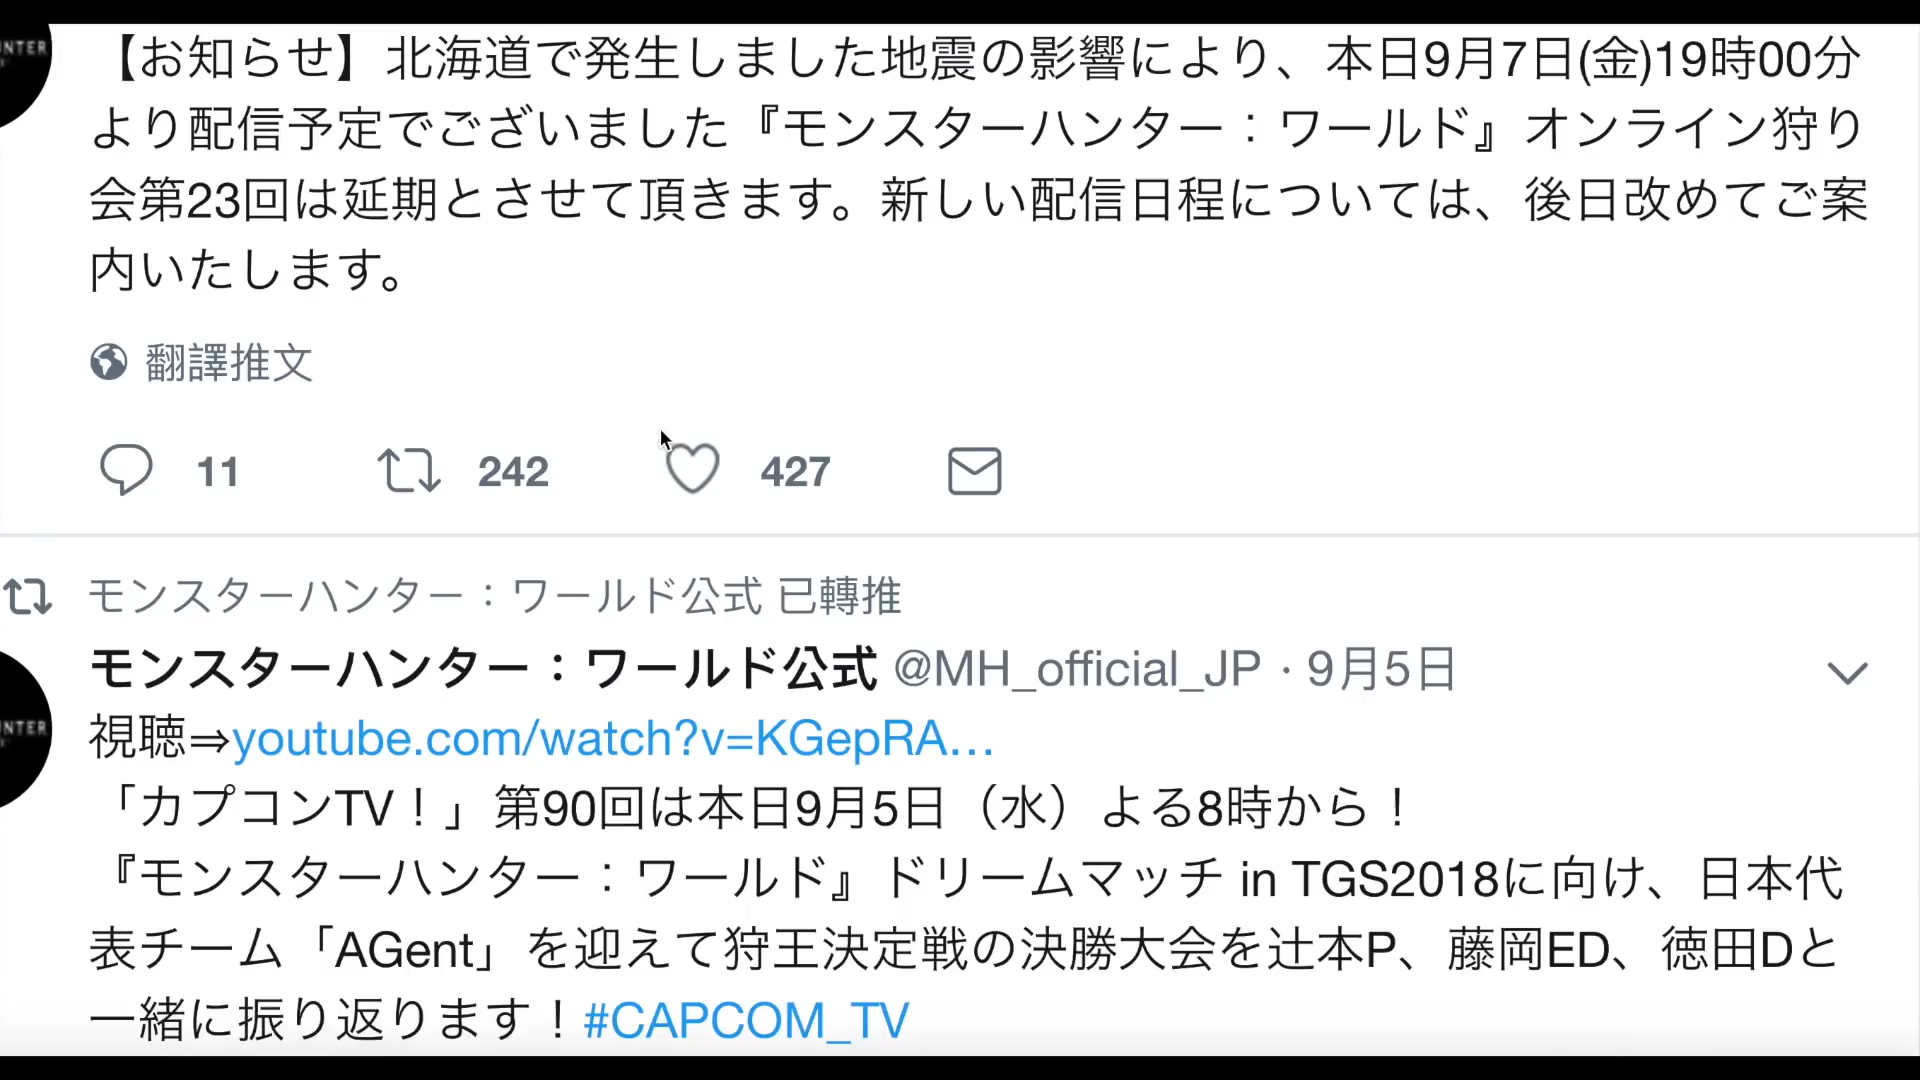 【お知らせ】北海道で発生しました地震の影響により、本日9月7日(金)19時00分
より配信予定でございました『モンスターハンター：ワールド』オンライン狩り
会第23回は延期とさせて頂きます。新しい配信日程については、後日改めてご案
内いたします。
翻譯推文
11 242 427
モンスターハンター：ワールド公式 已轉推
モンスターハンター：ワールド公式 @MH_official_JP · 9月5日
視聴⇒youtube.com/watch?v=KGepRA…
「カプコンTV！」第90回は本日9月5日（水）よる8時から！
『モンスターハンター：ワールド』ドリームマッチ in TGS2018に向け、日本代
表チーム「AGent」を迎えて狩王決定戦の決勝大会を辻本P、藤岡ED、徳田Dと
一緒に振り返ります！#CAPCOM_TV